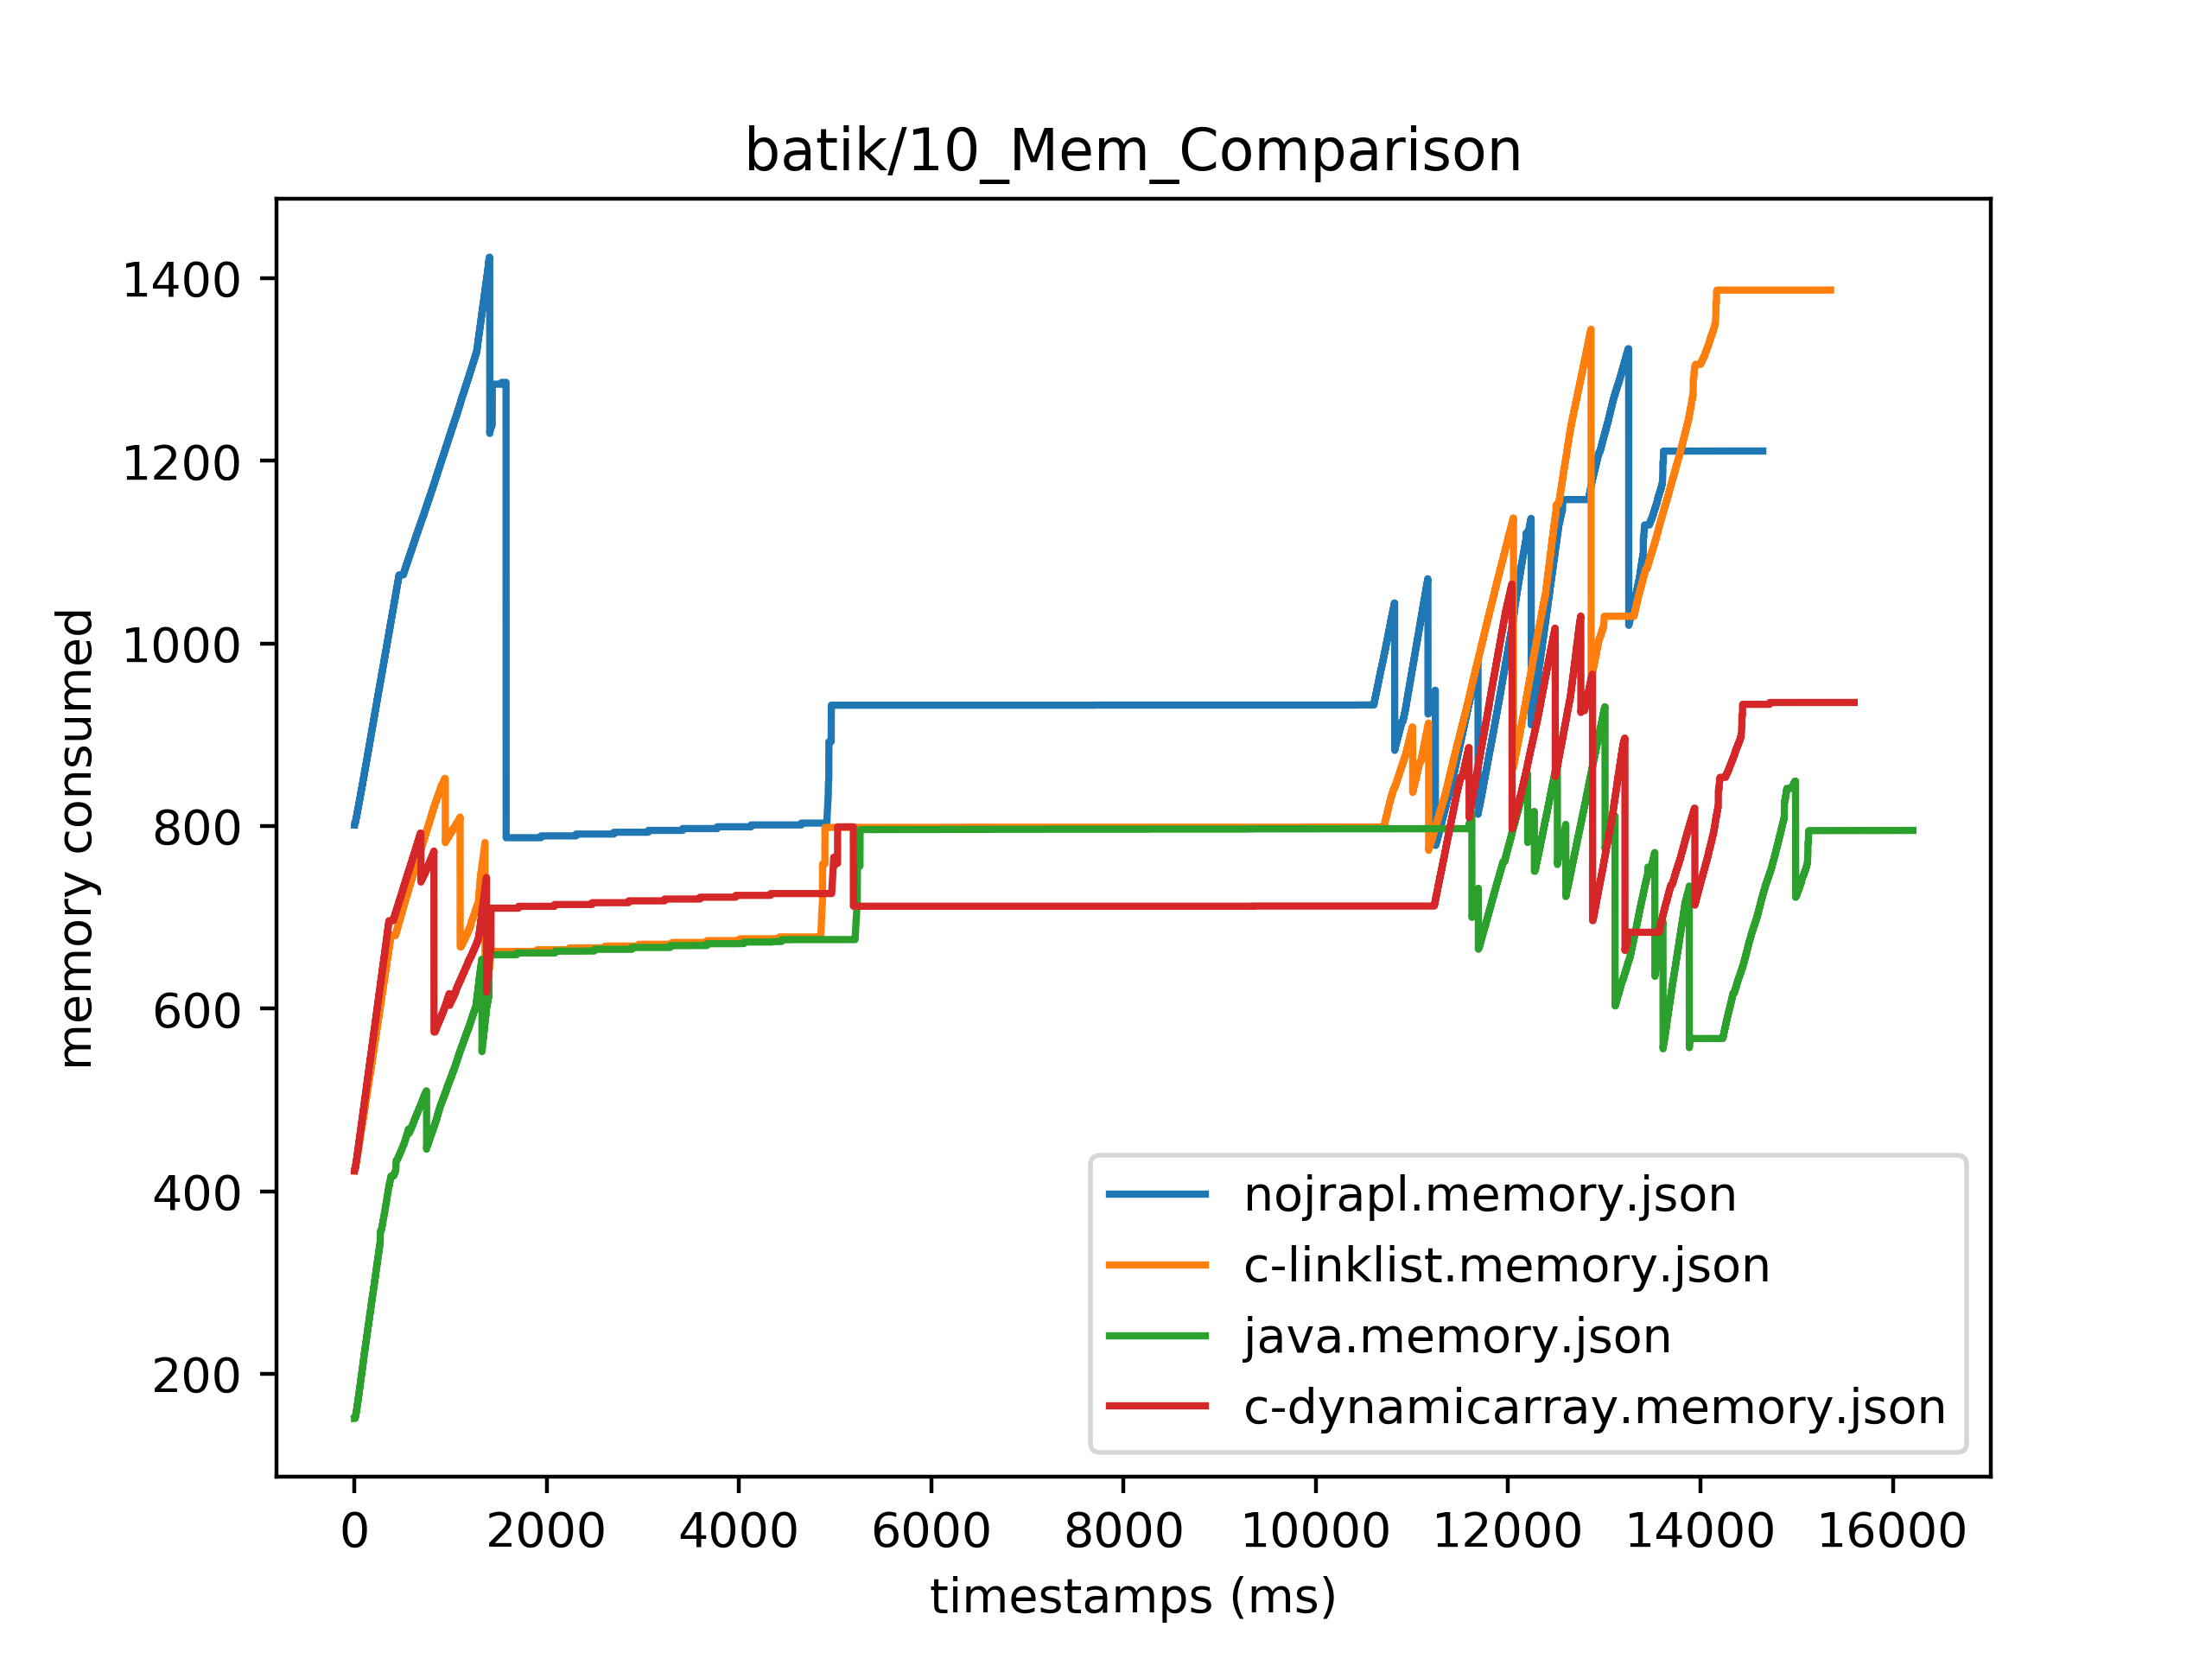 batik/10_Mem_Comparison
memory consumed
1400
1200
1000
800
600
400
200
0 2000 4000 6000 8000 10000 12000 14000 16000
timestamps (ms)
nojrapl.memory.json
c-linklist.memory.json
java.memory.json
c-dynamicarray.memory.json